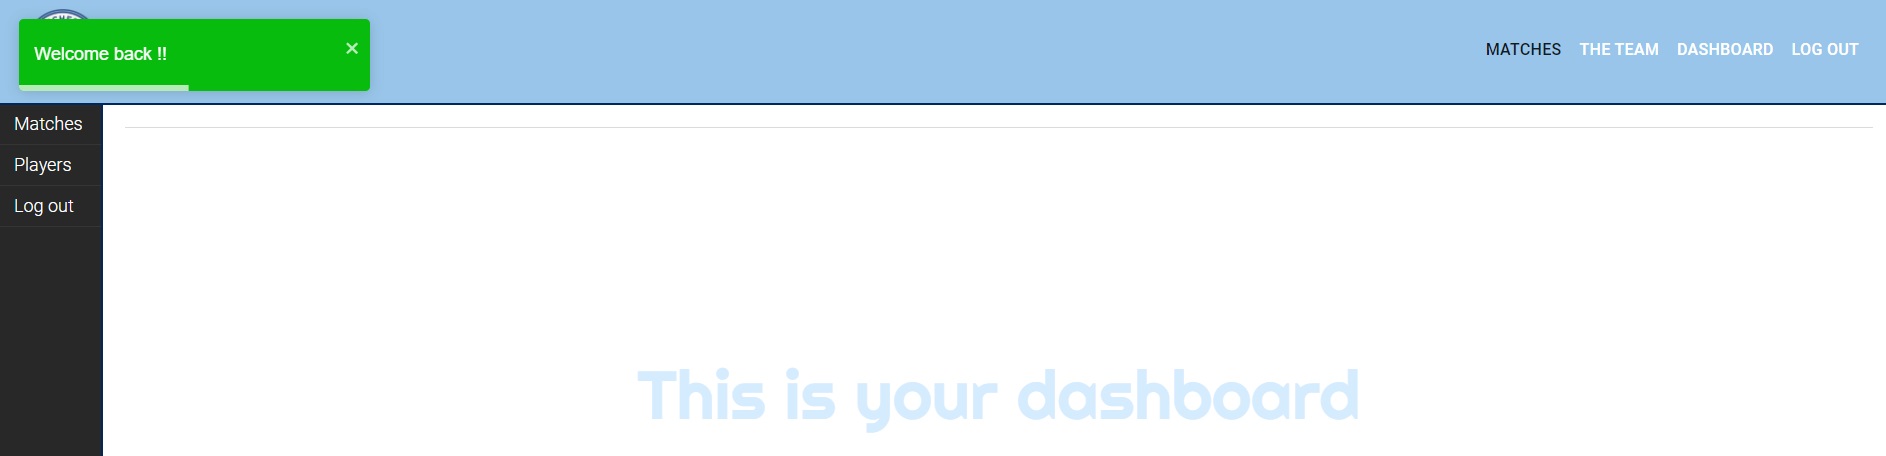 Welcome back !!
MATCHES THE TEAM DASHBOARD LOG OUT
Matches
Players
Log out
This is your dashboard